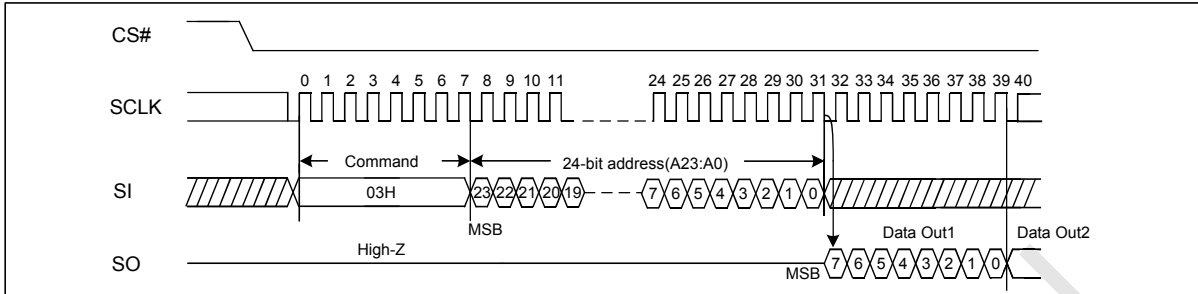 CS#
0 1 2 3 4 5 6 7 8 9 10 11 24 25 26 27 28 29 30 31 32 33 34 35 36 37 38 39 40
SCLK
Command 24-bit address(A23:A0)
SI 03H 23 22 21 20 19 7 6 5 4 3 2 1 0
MSB
High-Z Data Out1 Data Out2
SO MSB 7 6 5 4 3 2 1 0